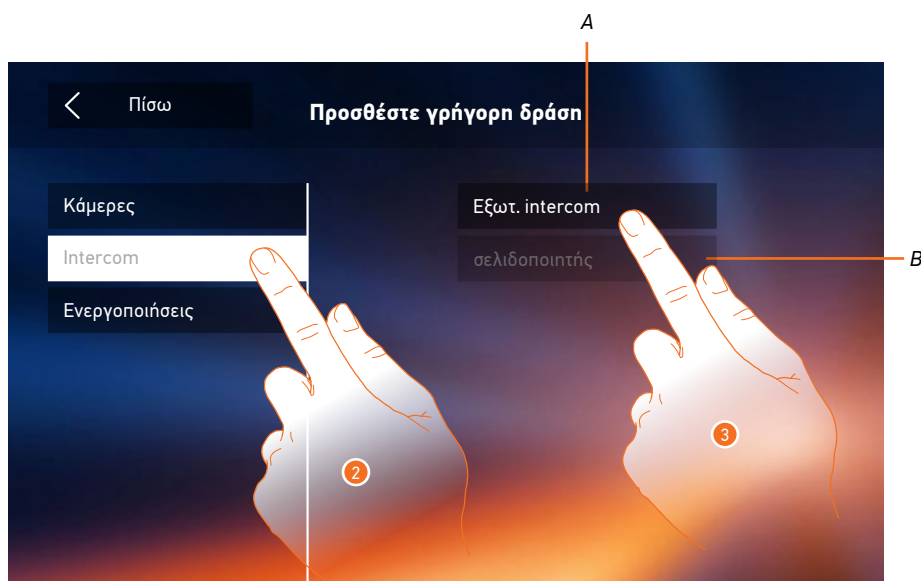 A
Πίσω
Προσθέστε γρήγορη δράση
Κάμερες
Εξωτ. intercom
Intercom
σελιδοποιητής
B
Ενεργοποιήσεις
3
2